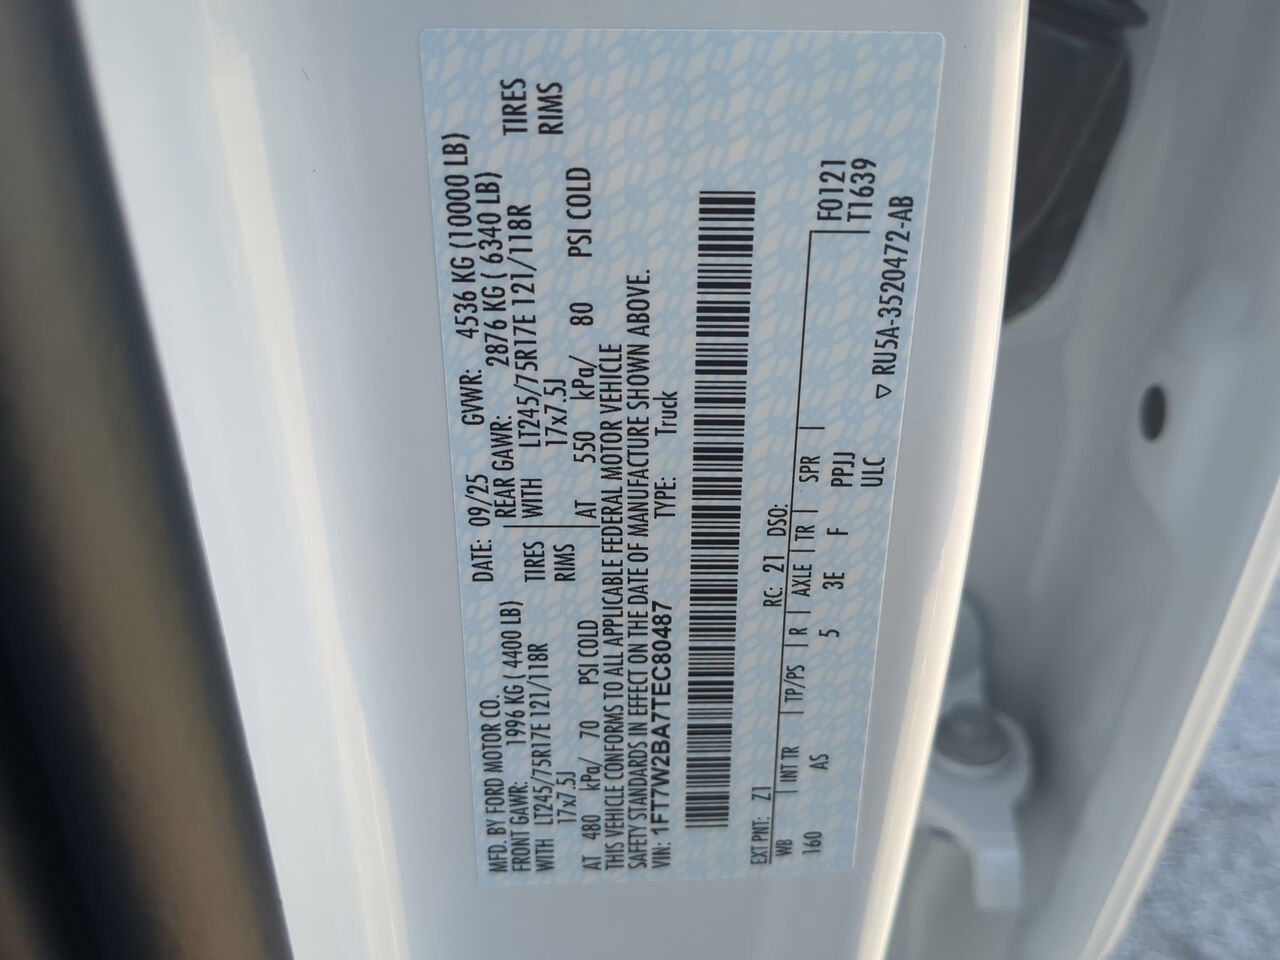 MFD. BY FORD MOTOR CO.
DATE: 09/25 GVWR: 4536 KG (10000 LB)
FRONT GAWR: 1996 KG ( 4400 LB) REAR GAWR: 2876 KG ( 6340 LB)
WITH LT245/75R17E 121/118R TIRES WITH LT245/75R17E 121/118R TIRES
17x7.5J RIMS 17x7.5J RIMS
AT 480 kPa/ 70 PSI COLD AT 550 kPa/ 80 PSI COLD
THIS VEHICLE CONFORMS TO ALL APPLICABLE FEDERAL MOTOR VEHICLE
SAFETY STANDARDS IN EFFECT ON THE DATE OF MANUFACTURE SHOWN ABOVE.
VIN: 1FT7W2BA7TEC80487 TYPE: Truck
EXT PNT: Z1 RC: 21 DSO:
WB INT TR TP/PS R AXLE TR SPR F0121
160 AS 5 3E F PPJJ T1639
ULC
RU5A-3520472-AB